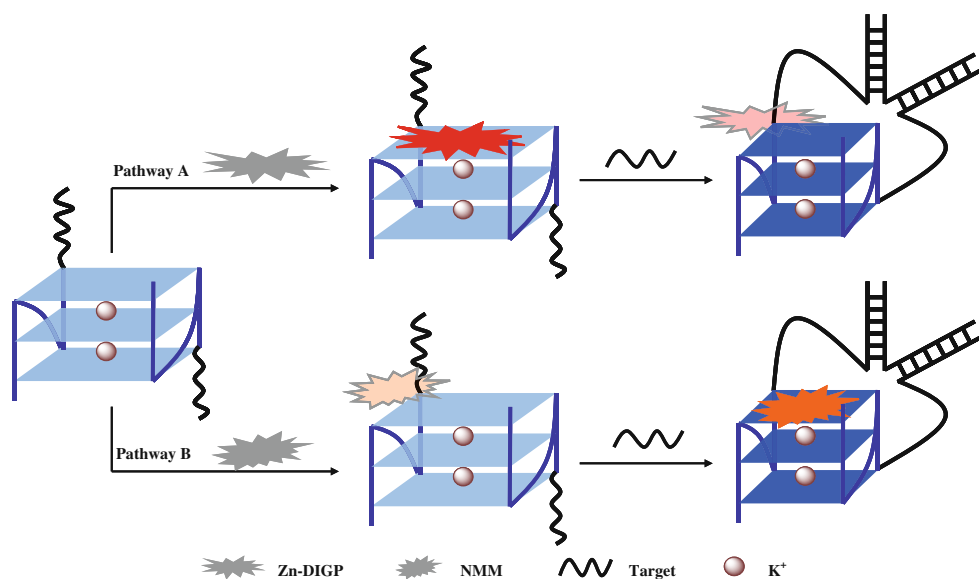 Pathway A
Pathway B
Zn-DIGP
NMM
Target
K⁺